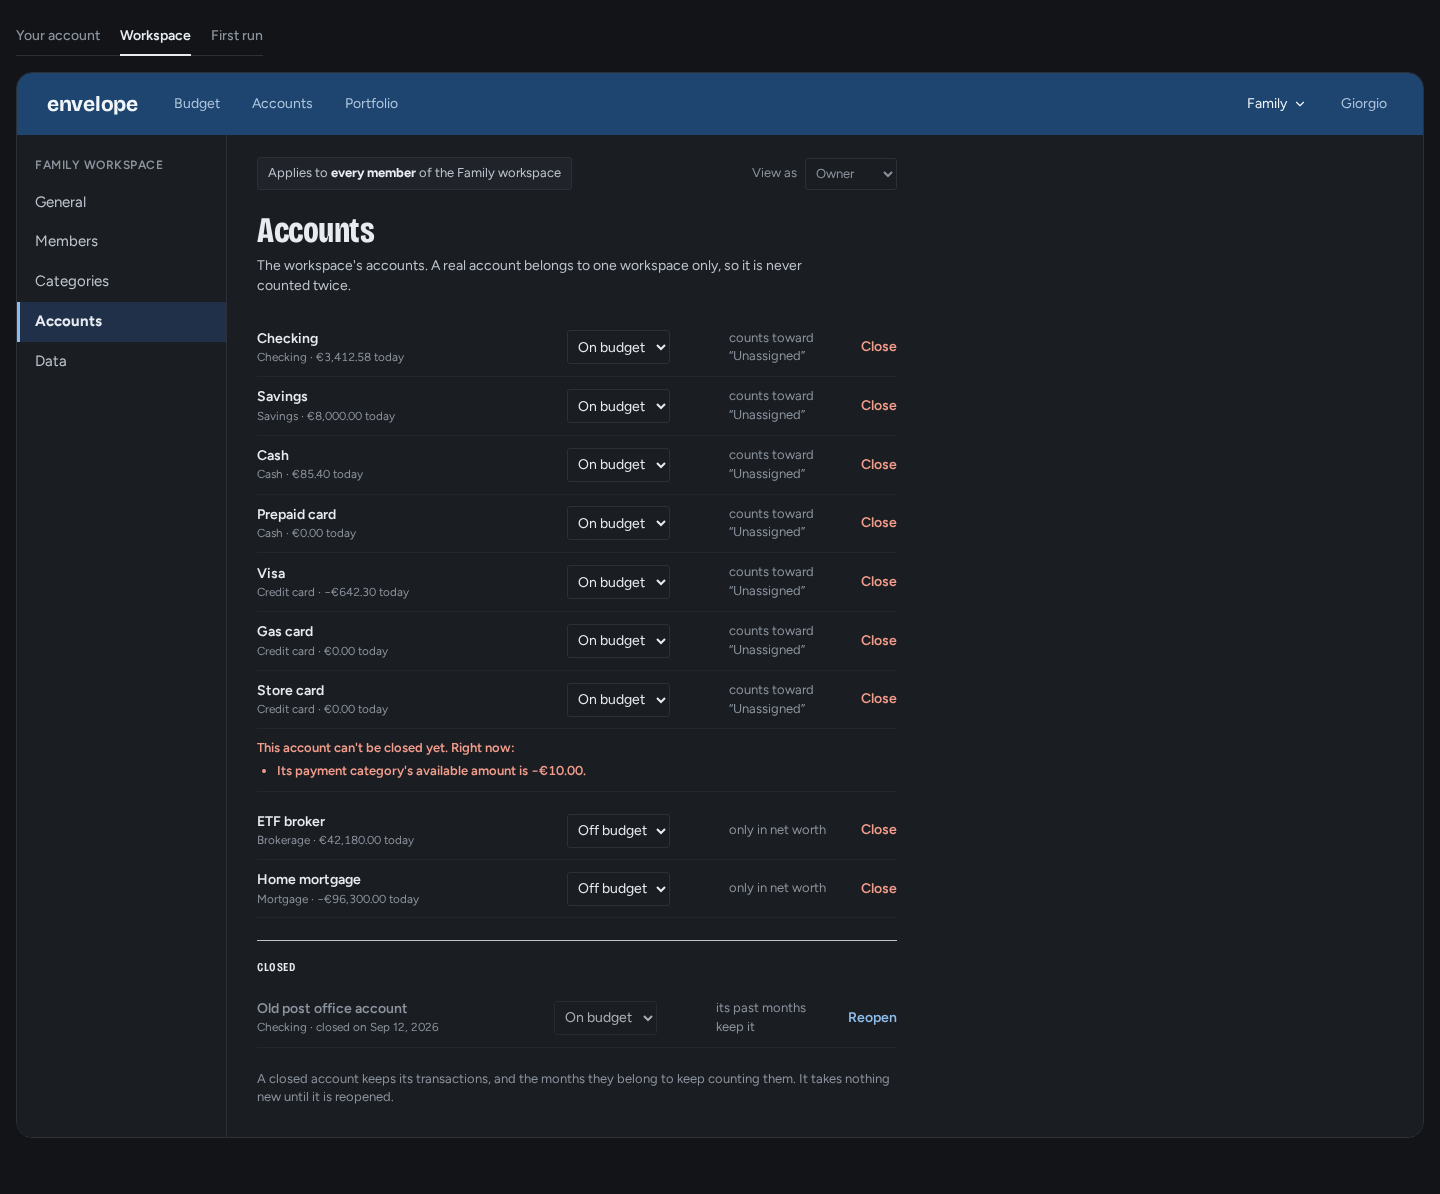 Your account
Workspace
First run
envelope
Budget
Accounts
Portfolio
Family
Giorgio
FAMILY WORKSPACE
General
Members
Categories
Accounts
Data
Applies to every member of the Family workspace
View as
Owner
Accounts
The workspace's accounts. A real account belongs to one workspace only, so it is never
counted twice.
Checking
Checking · €3,412.58 today
On budget
counts toward
“Unassigned”
Close
Savings
Savings · €8,000.00 today
On budget
counts toward
“Unassigned”
Close
Cash
Cash · €85.40 today
On budget
counts toward
“Unassigned”
Close
Prepaid card
Cash · €0.00 today
On budget
counts toward
“Unassigned”
Close
Visa
Credit card · −€642.30 today
On budget
counts toward
“Unassigned”
Close
Gas card
Credit card · €0.00 today
On budget
counts toward
“Unassigned”
Close
Store card
Credit card · €0.00 today
On budget
counts toward
“Unassigned”
Close
This account can't be closed yet. Right now:
• Its payment category's available amount is −€10.00.
ETF broker
Brokerage · €42,180.00 today
Off budget
only in net worth
Close
Home mortgage
Mortgage · −€96,300.00 today
Off budget
only in net worth
Close
CLOSED
Old post office account
Checking · closed on Sep 12, 2026
On budget
its past months
keep it
Reopen
A closed account keeps its transactions, and the months they belong to keep counting them. It takes nothing
new until it is reopened.